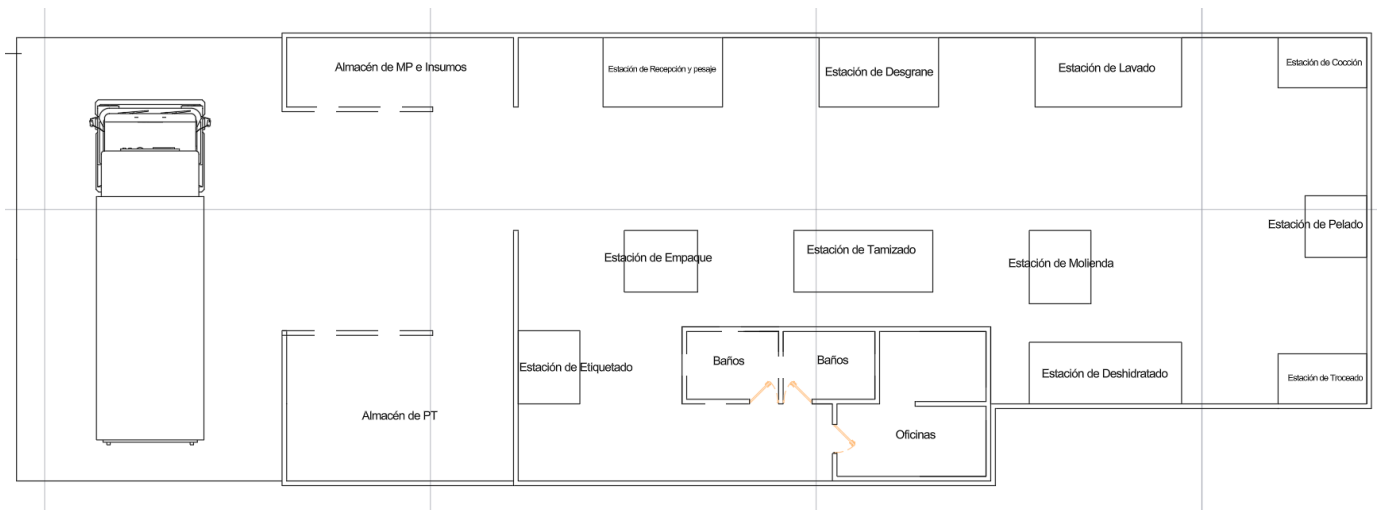 Almacén de MP e Insumos
Estación de Recepción y pesaje
Estación de Desgrane
Estación de Lavado
Estación de Cocción
Estación de Pelado
Estación de Empaque
Estación de Tamizado
Estación de Molienda
Estación de Etiquetado
Baños
Baños
Estación de Deshidratado
Estación de Troceado
Almacén de PT
Oficinas